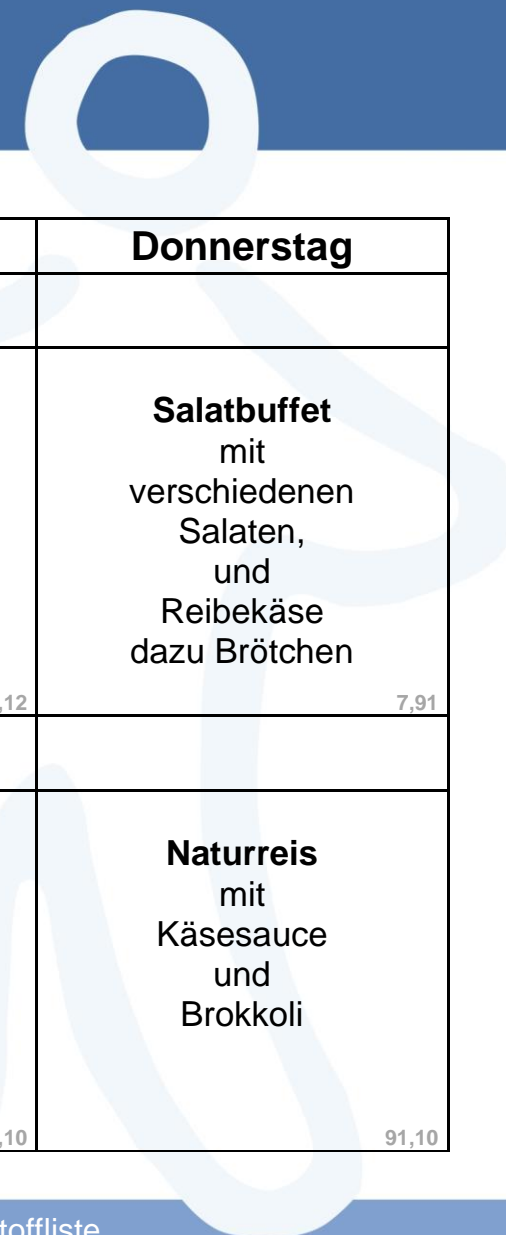 Donnerstag
Salatbuffet
mit
verschiedenen
Salaten,
und
Reibekäse
dazu Brötchen
,12
7,91
Naturreis
mit
Käsesauce
und
Brokkoli
,10
91,10
toffliste